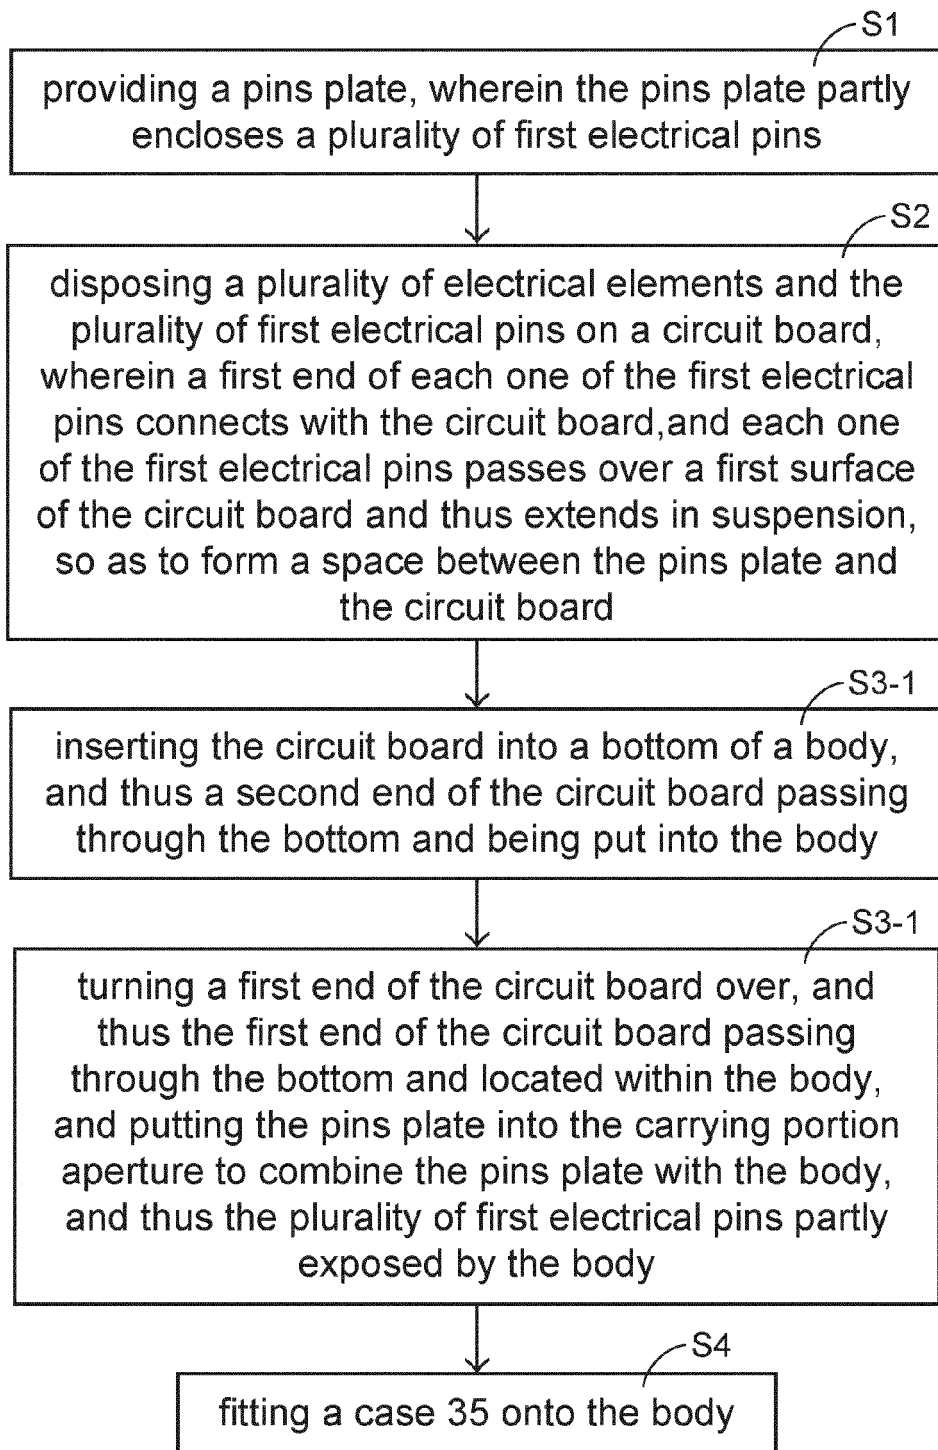 S1
providing a pins plate, wherein the pins plate partly
encloses a plurality of first electrical pins
S2
disposing a plurality of electrical elements and the
plurality of first electrical pins on a circuit board,
wherein a first end of each one of the first electrical
pins connects with the circuit board,and each one
of the first electrical pins passes over a first surface
of the circuit board and thus extends in suspension,
so as to form a space between the pins plate and
the circuit board
S3-1
inserting the circuit board into a bottom of a body,
and thus a second end of the circuit board passing
through the bottom and being put into the body
S3-1
turning a first end of the circuit board over, and
thus the first end of the circuit board passing
through the bottom and located within the body,
and putting the pins plate into the carrying portion
aperture to combine the pins plate with the body,
and thus the plurality of first electrical pins partly
exposed by the body
S4
fitting a case 35 onto the body